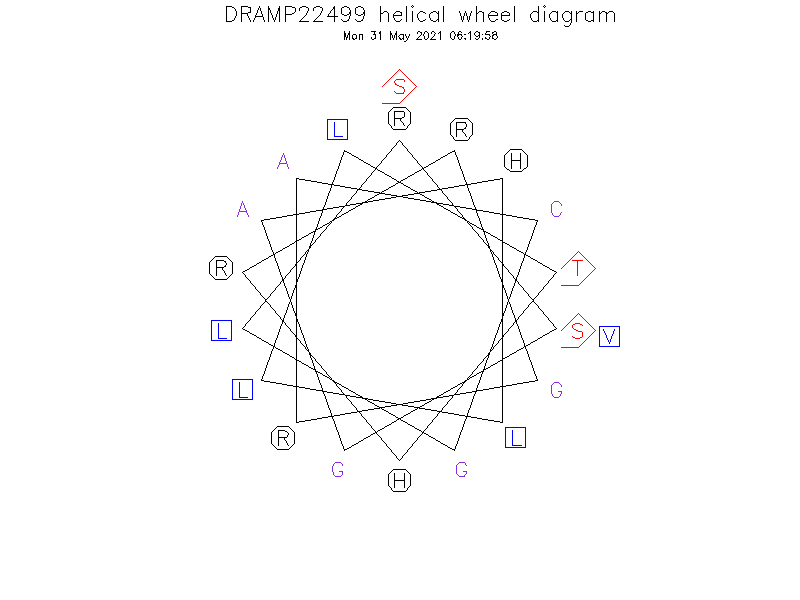 DRAMP22499 helical wheel diagram
Mon 31 May 2021 06:19:58
S
L R R
A H
A C
R T
L S V
L G
R L
G H G